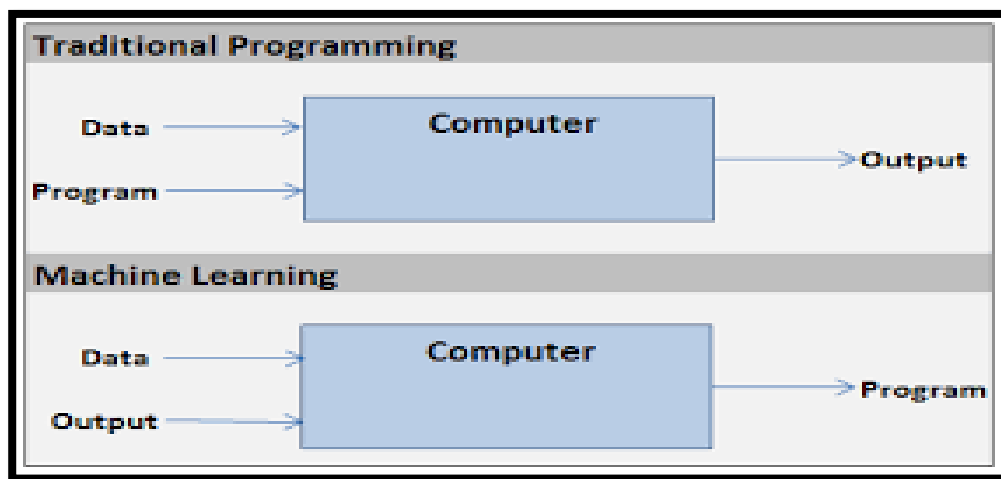 Traditional Programming
Data
Computer
Program
Output
Machine Learning
Data
Computer
Output
Program